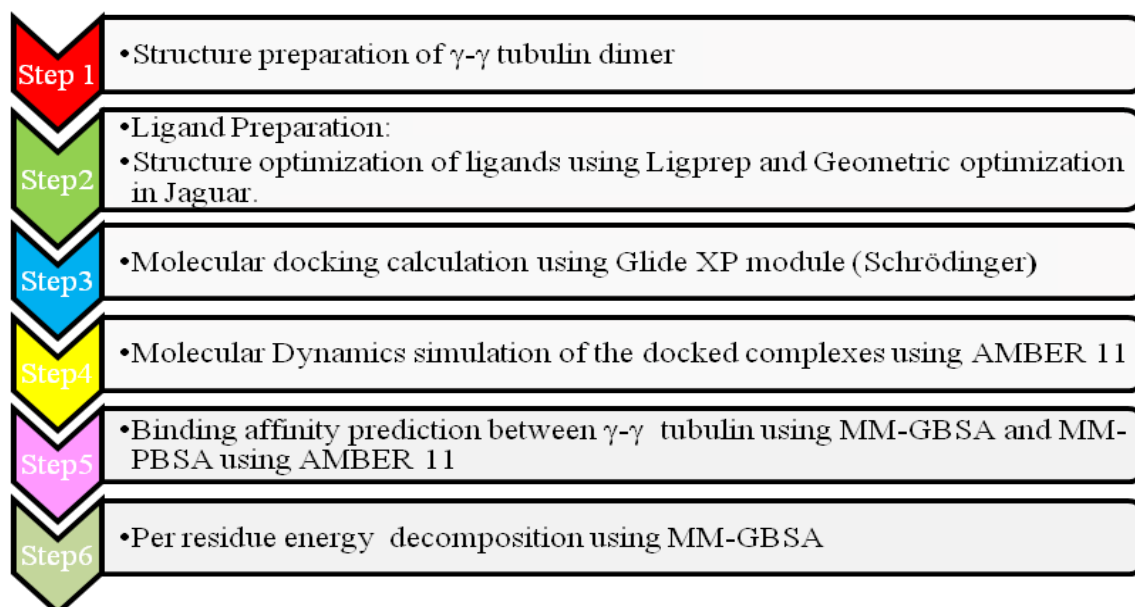 Step 1
•Structure preparation of γ-γ tubulin dimer
Step2
•Ligand Preparation:
•Structure optimization of ligands using Ligprep and Geometric optimization
in Jaguar.
Step3
•Molecular docking calculation using Glide XP module (Schrödinger)
Step4
•Molecular Dynamics simulation of the docked complexes using AMBER 11
Step5
•Binding affinity prediction between γ-γ tubulin using MM-GBSA and MM-
PBSA using AMBER 11
Step6
•Per residue energy decomposition using MM-GBSA